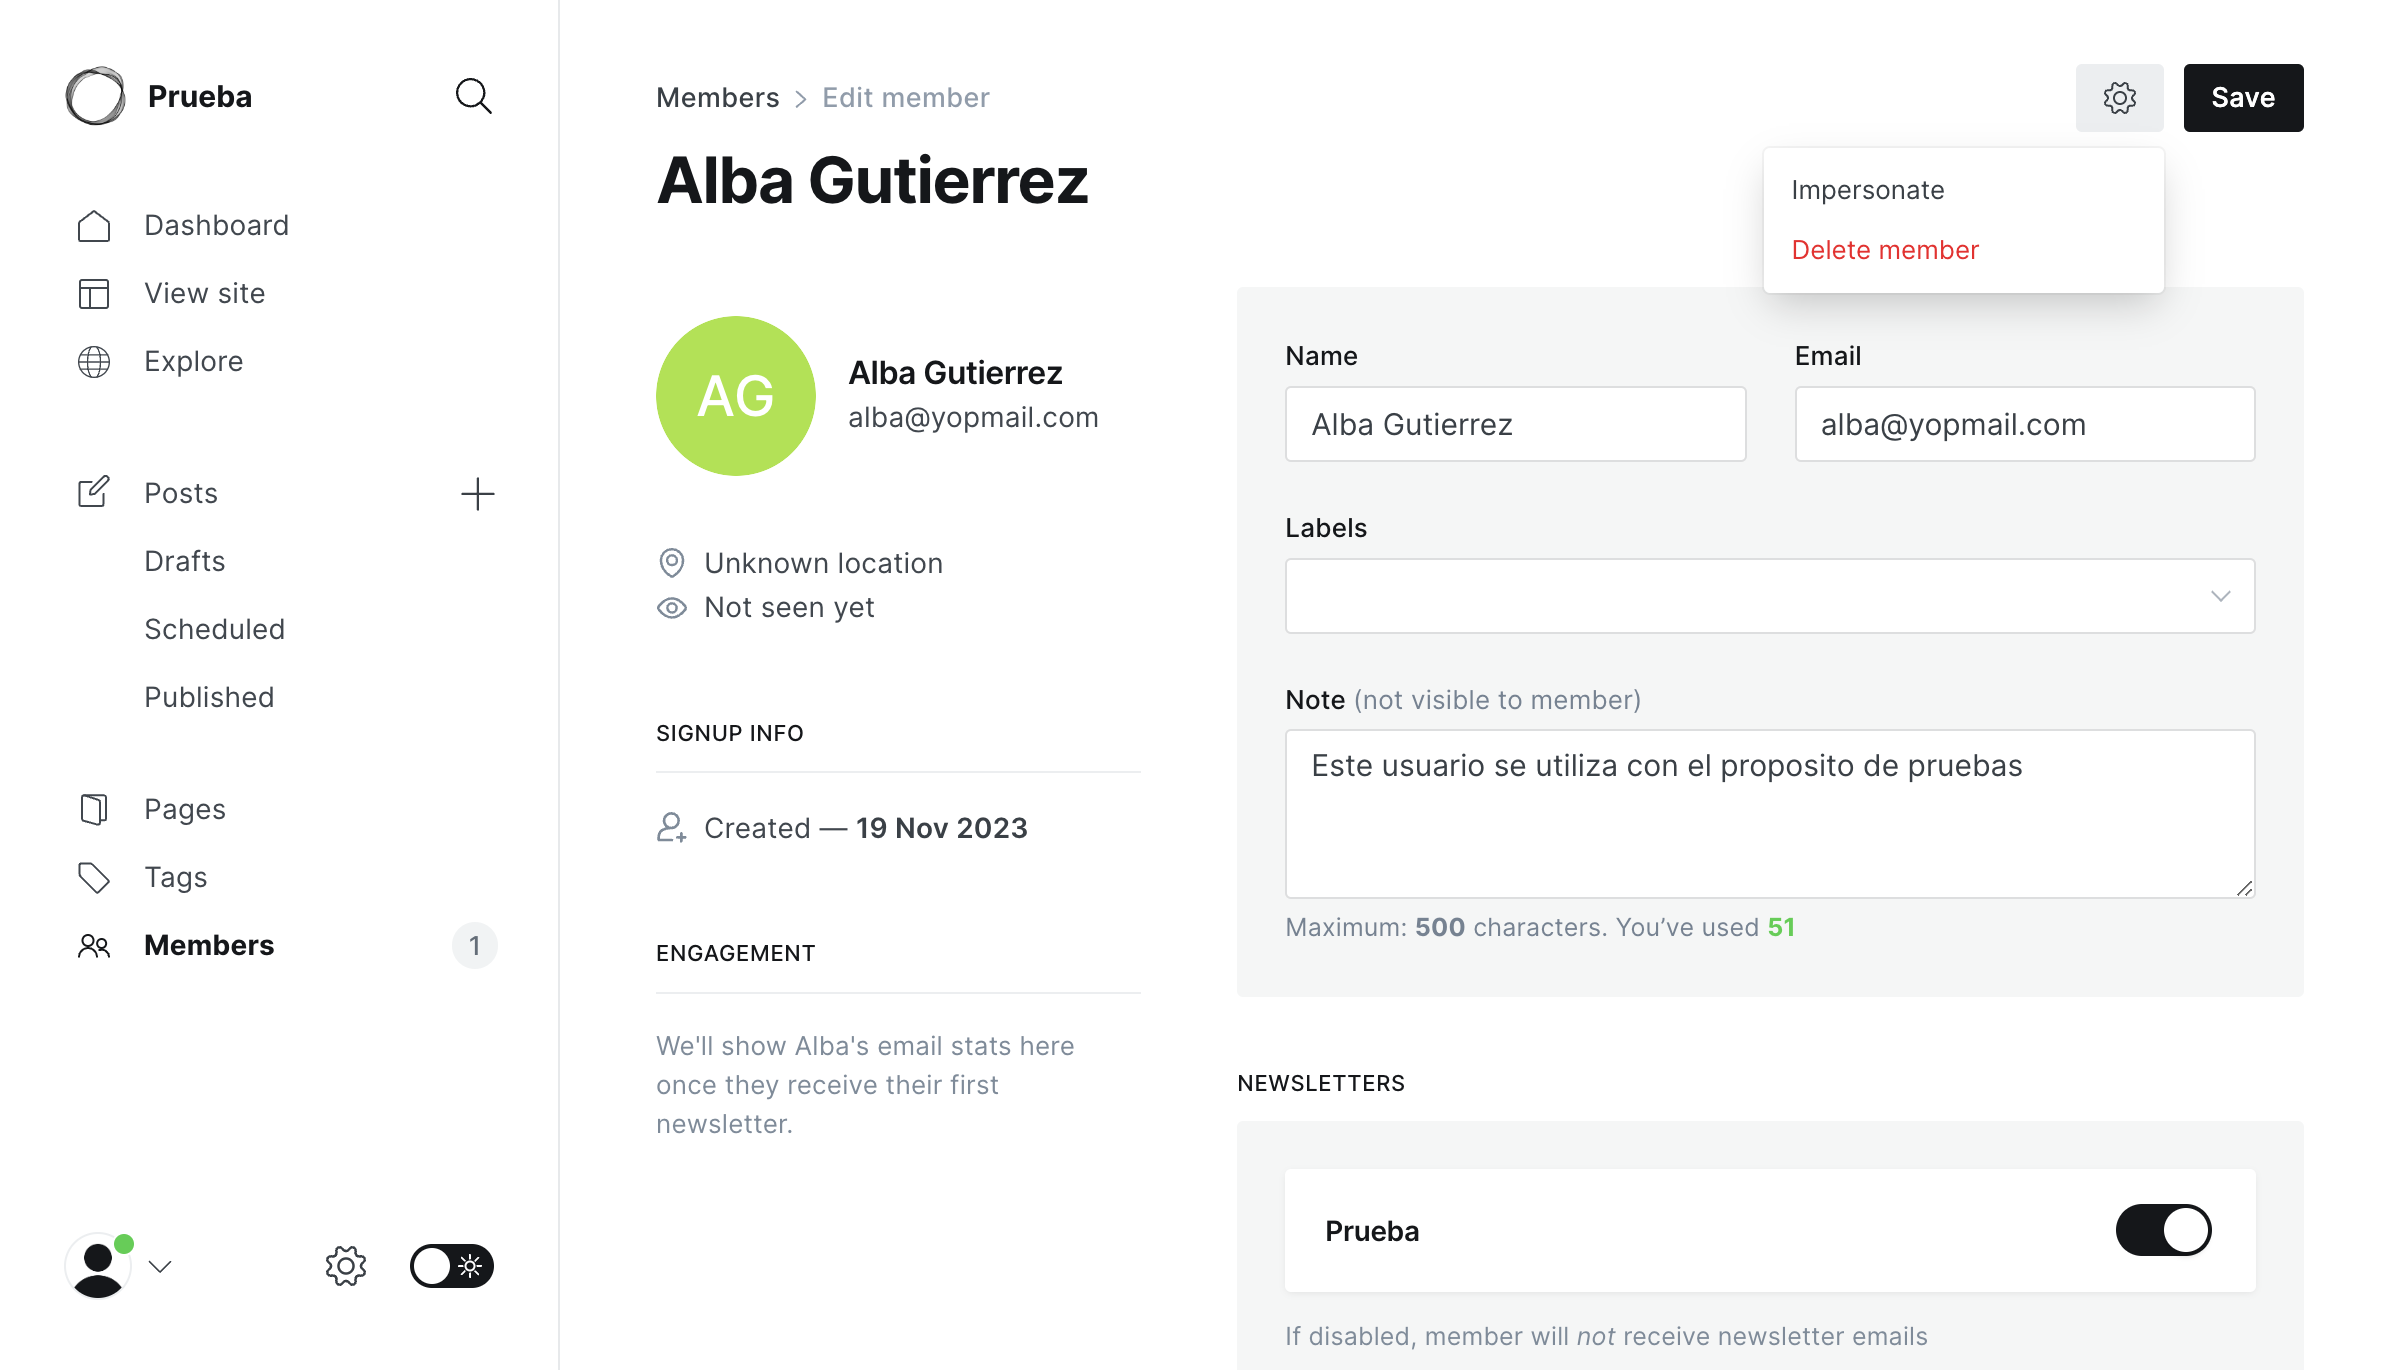 Prueba
Dashboard
View site
Explore
Posts
Drafts
Scheduled
Published
Pages
Tags
Members
1
Members > Edit member
Save
Alba Gutierrez
Impersonate
Delete member
AG
Alba Gutierrez
alba@yopmail.com
Unknown location
Not seen yet
SIGNUP INFO
Created — 19 Nov 2023
ENGAGEMENT
We'll show Alba's email stats here
once they receive their first
newsletter.
Name
Email
Alba Gutierrez
alba@yopmail.com
Labels
Note (not visible to member)
Este usuario se utiliza con el proposito de pruebas
Maximum: 500 characters. You’ve used 51
NEWSLETTERS
Prueba
If disabled, member will not receive newsletter emails